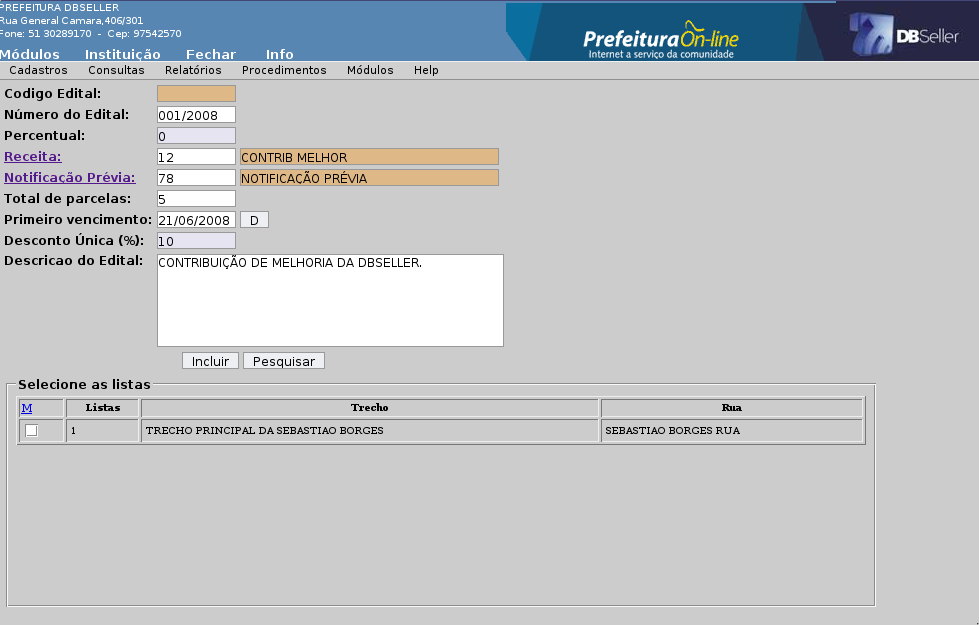 PREFEITURA DBSELLER
Rua General Camara,406/301
Fone: 51 30289170 - Cep: 97542570
Módulos Instituição Fechar Info
Prefeitura On-line
Internet a serviço da comunidade
DBSeller
Cadastros Consultas Relatórios Procedimentos Módulos Help
Codigo Edital:
Número do Edital: 001/2008
Percentual: 0
Receita: 12 CONTRIB MELHOR
Notificação Prévia: 78 NOTIFICAÇÃO PRÉVIA
Total de parcelas: 5
Primeiro vencimento: 21/06/2008 D
Desconto Única (%): 10
Descricao do Edital: CONTRIBUIÇÃO DE MELHORIA DA DBSELLER.
Incluir Pesquisar
Selecione as listas
M Listas Trecho Rua
1 TRECHO PRINCIPAL DA SEBASTIAO BORGES SEBASTIAO BORGES RUA